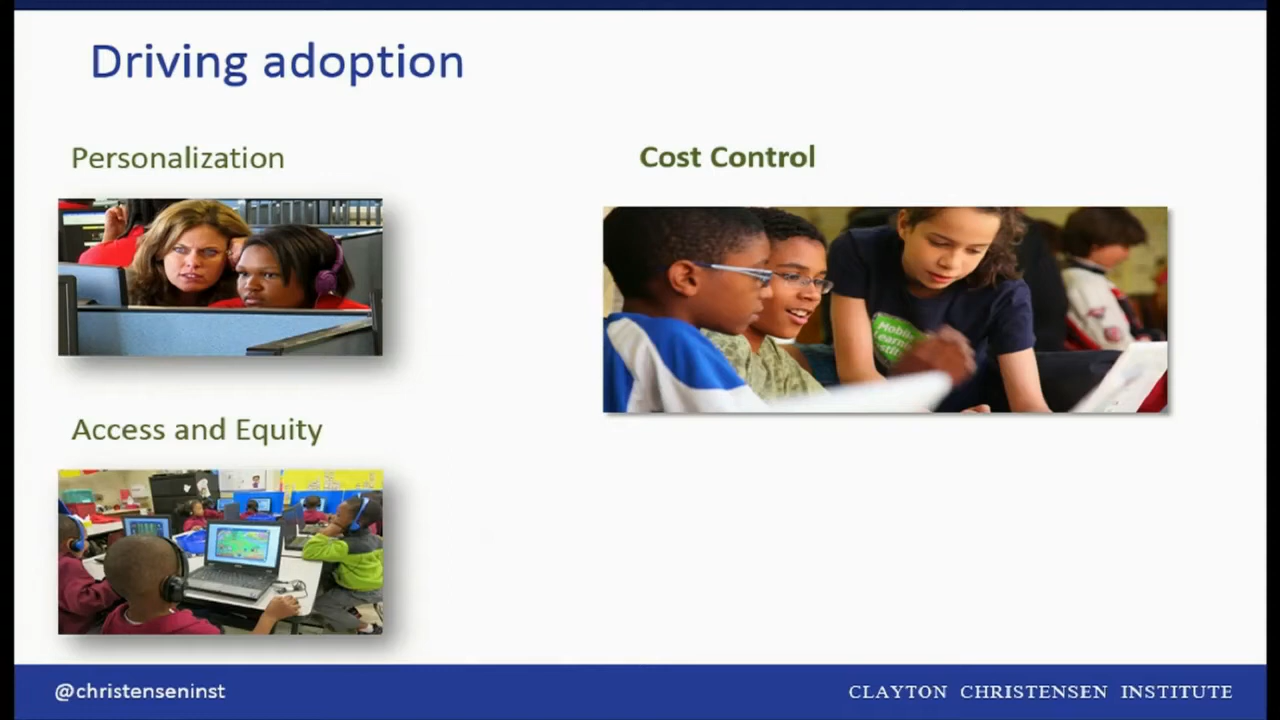 Driving adoption
Personalization
Cost Control
Access and Equity
@christenseninst
CLAYTON CHRISTENSEN INSTITUTE